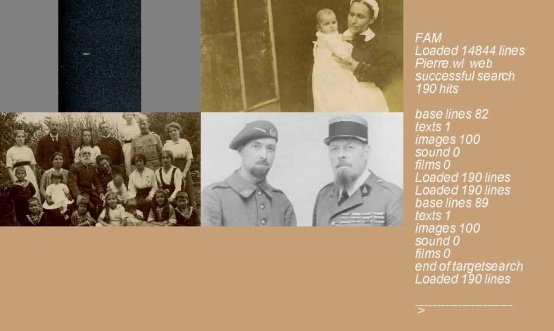 FAM
Loaded 14844 lines
Pierre.wl web
successful search
190 hits
base lines 82
texts 1
images 100
sound 0
films 0
Loaded 190 lines
Loaded 190 lines
base lines 89
texts 1
images 100
sound 0
films 0
end of targetsearch
Loaded 190 lines
>